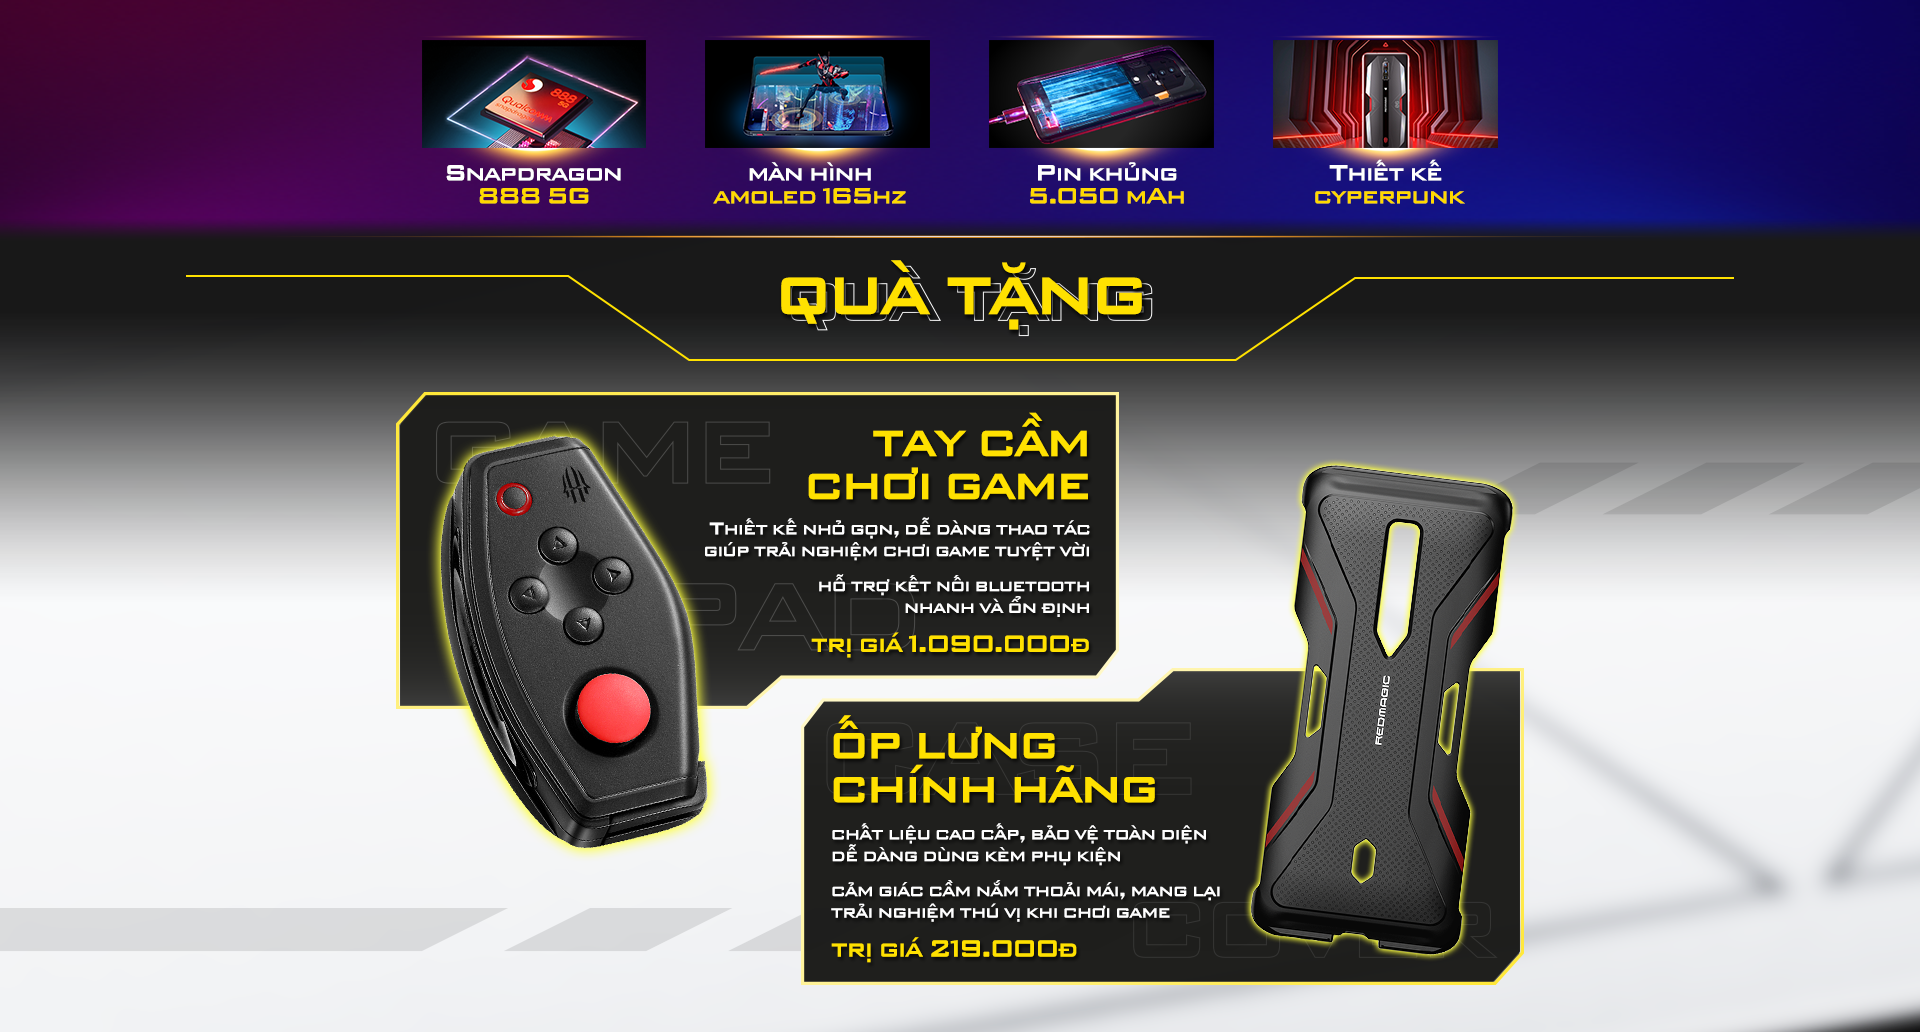 888
5G
Qualcomm
snapdragon
SNAPDRAGON
888 5G
MÀN HÌNH
AMOLED 165HZ
PIN KHỦNG
5.050 MAH
THIẾT KẾ
CYPERPUNK
QUÀ TẶNG
GAME
PAD
TAY CẦM
CHƠI GAME
THIẾT KẾ NHỎ GỌN, DỄ DÀNG THAO TÁC
GIÚP TRẢI NGHIỆM CHƠI GAME TUYỆT VỜI
HỖ TRỢ KẾT NỐI BLUETOOTH
NHANH VÀ ỔN ĐỊNH
TRỊ GIÁ 1.090.000Đ
CASE
ỐP LƯNG
CHÍNH HÃNG
CHẤT LIỆU CAO CẤP, BẢO VỆ TOÀN DIỆN
DỄ DÀNG DÙNG KÈM PHỤ KIỆN
CẢM GIÁC CẦM NẮM THOẢI MÁI, MANG LẠI
TRẢI NGHIỆM THÚ VỊ KHI CHƠI GAME
TRỊ GIÁ 219.000Đ
COVER
REDMAGIC